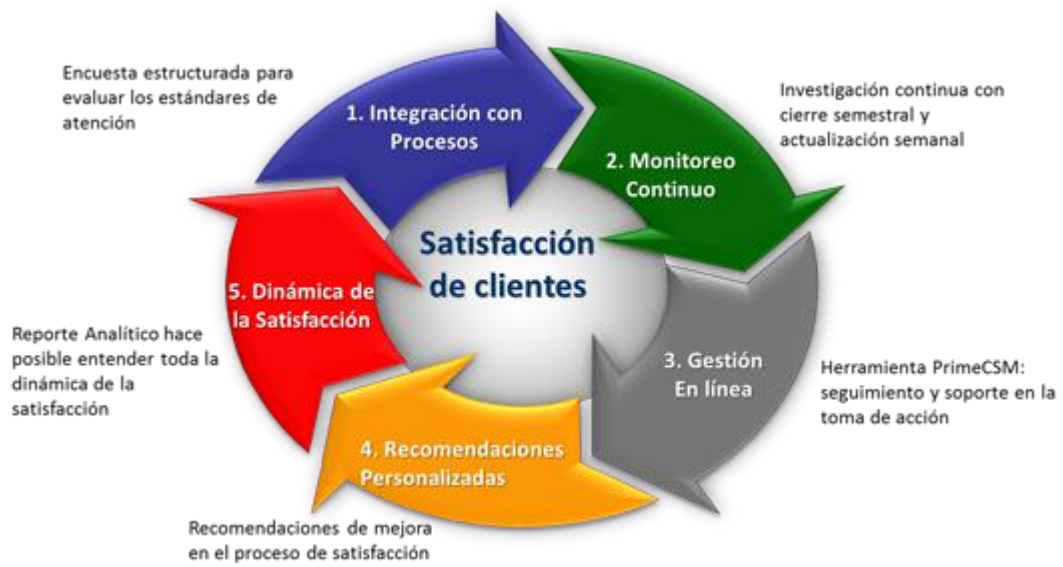 Encuesta estructurada para
evaluar los estándares de
atención
1. Integración con
Procesos
Investigación continua con
cierre semestral y
actualización semanal
2. Monitoreo
Continuo
Satisfacción
de clientes
5. Dinámica de
la Satisfacción
Reporte Analítico hace
posible entender toda la
dinámica de la
satisfacción
3. Gestión
En línea
Herramienta PrimeCSM:
seguimiento y soporte en la
toma de acción
4. Recomendaciones
Personalizadas
Recomendaciones de mejora
en el proceso de satisfacción